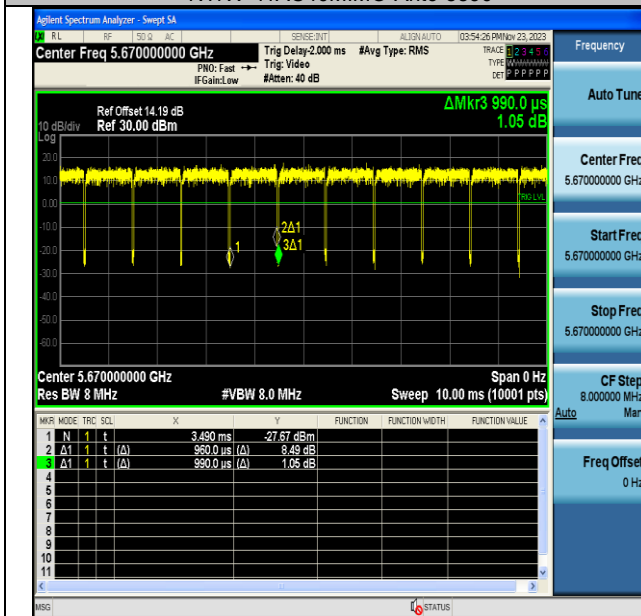 Agilent Spectrum Analyzer - Swept SA
RL RF 50 Ω AC SENSE:INT ALIGN AUTO 03:54:26 PM Nov 23, 2023
Center Freq 5.670000000 GHz
PNO: Fast
IFGain:Low
Trig Delay-2.000 ms
Trig: Video
#Atten: 40 dB
#Avg Type: RMS
TRACE 1 2 3 4 5 6
TYPE WWWWWW
DET P P P P P P
ΔMkr3 990.0 µs
1.05 dB
Ref Offset 14.19 dB
Ref 30.00 dBm
10 dB/div
Log
20.0
10.0
0.00
-10.0
-20.0
-30.0
-40.0
-50.0
-60.0
TRIG LVL
2Δ1
3Δ1
1
Center 5.670000000 GHz Span 0 Hz
Res BW 8 MHz #VBW 8.0 MHz Sweep 10.00 ms (10001 pts)
MKR MODE TRC SCL X Y FUNCTION FUNCTION WIDTH FUNCTION VALUE
1 N 1 t 3.490 ms -27.67 dBm
2 Δ1 1 t (Δ) 960.0 µs (Δ) 8.49 dB
3 Δ1 1 t (Δ) 990.0 µs (Δ) 1.05 dB
4
5
6
7
8
9
10
11
MSG STATUS
Frequency
Auto Tune
Center Freq
5.670000000 GHz
Start Freq
5.670000000 GHz
Stop Freq
5.670000000 GHz
CF Step
8.000000 MHz
Auto Man
Freq Offset
0 Hz